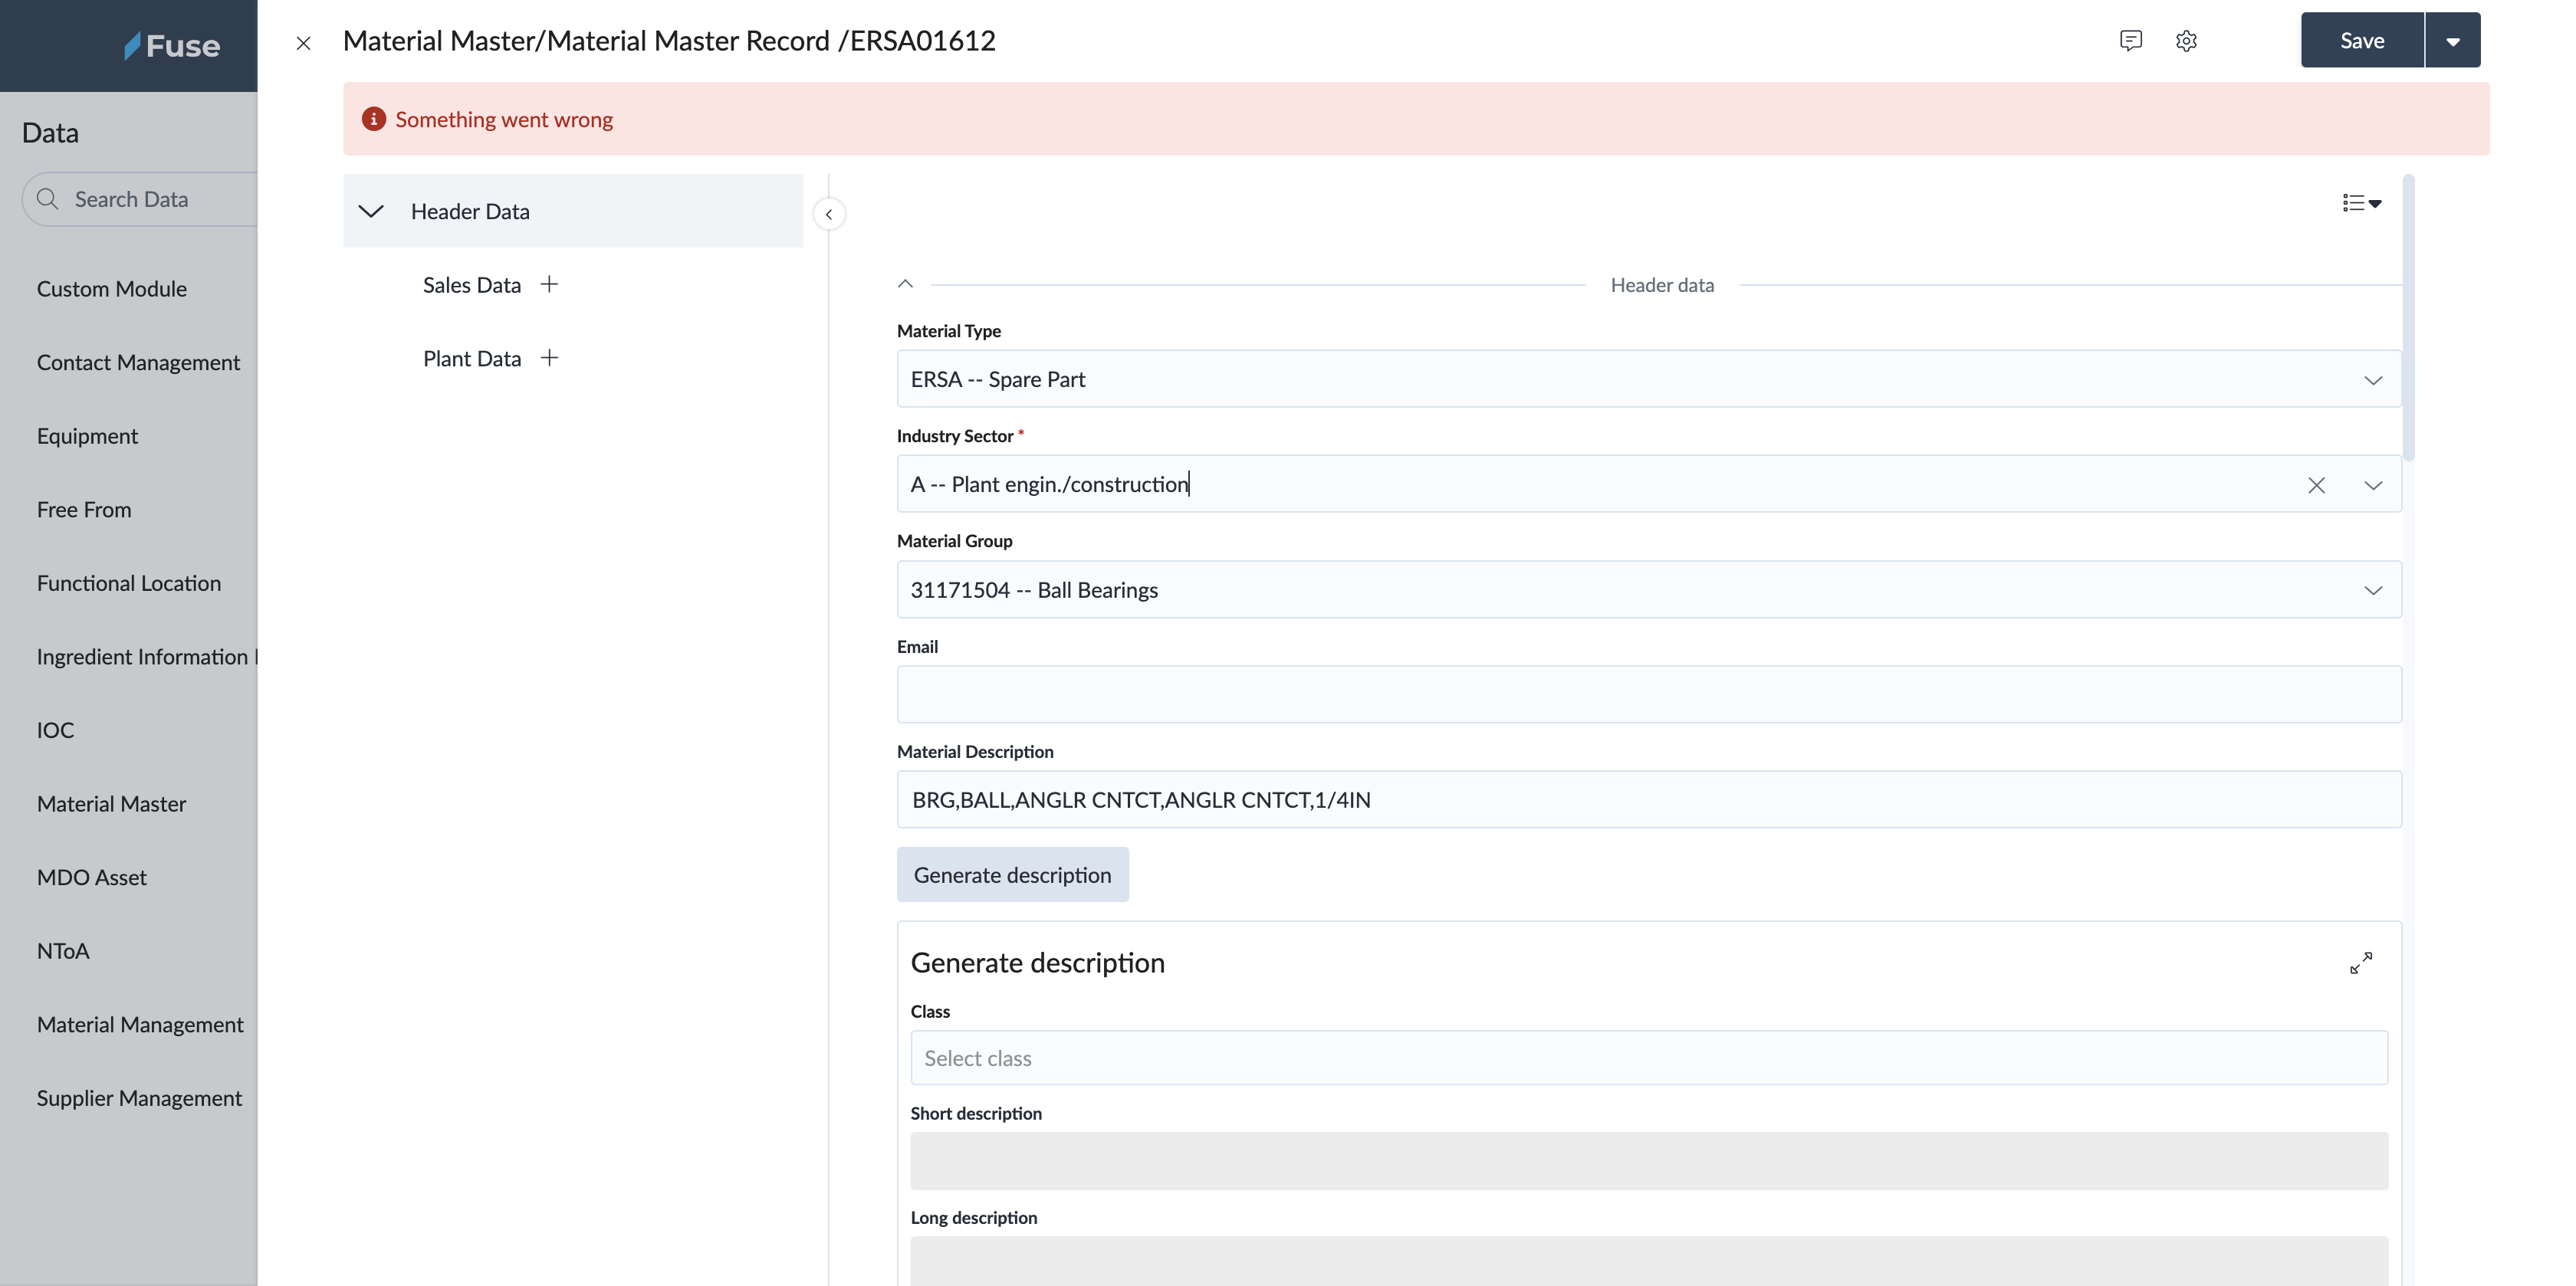 Fuse
Material Master/Material Master Record /ERSA01612
Save
Something went wrong
Data
Search Data
Custom Module
Contact Management
Equipment
Free From
Functional Location
Ingredient Information
IOC
Material Master
MDO Asset
NToA
Material Management
Supplier Management
Header Data
Sales Data
Plant Data
Header data
Material Type
ERSA -- Spare Part
Industry Sector *
A -- Plant engin./construction
Material Group
31171504 -- Ball Bearings
Email
Material Description
BRG,BALL,ANGLR CNTCT,ANGLR CNTCT,1/4IN
Generate description
Generate description
Class
Select class
Short description
Long description